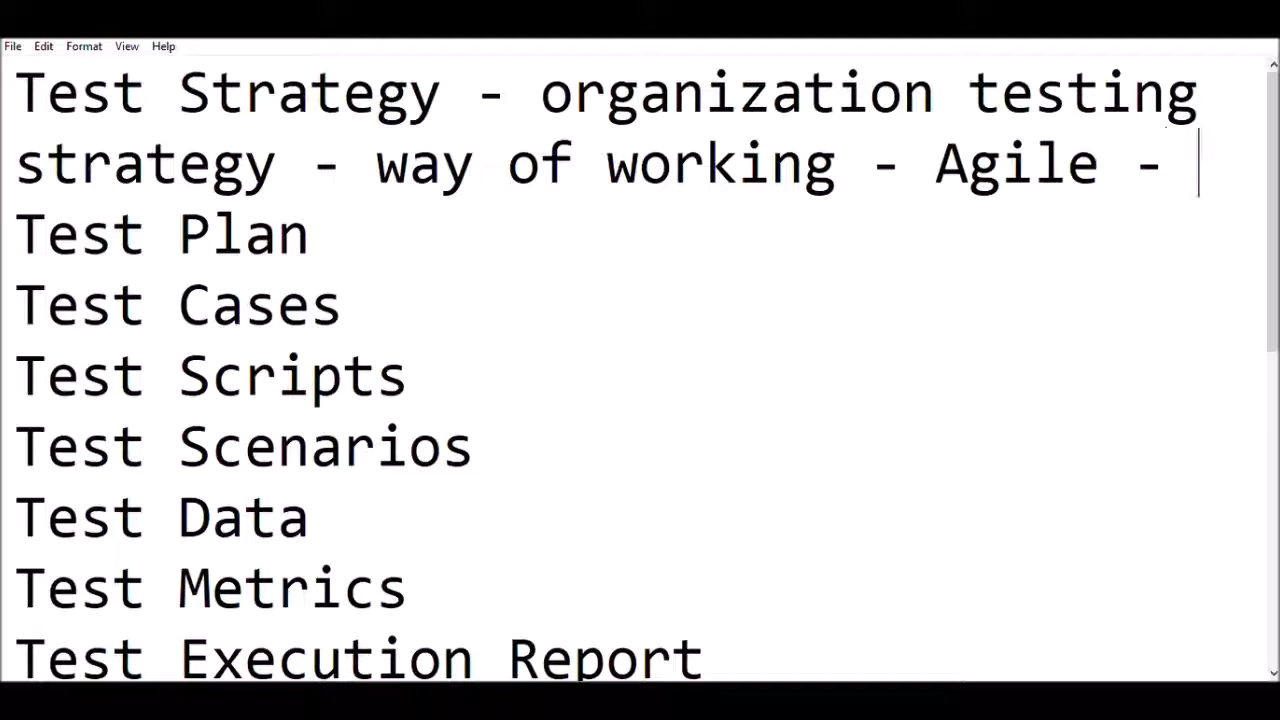 File Edit Format View Help
Test Strategy - organization testing
strategy - way of working - Agile -
Test Plan
Test Cases
Test Scripts
Test Scenarios
Test Data
Test Metrics
Test Execution Report